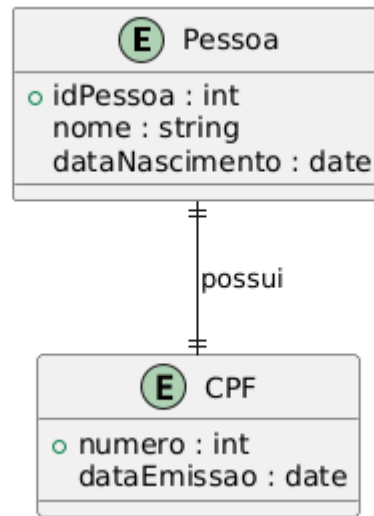 E Pessoa
idPessoa : int
nome : string
dataNascimento : date
possui
E CPF
numero : int
dataEmissao : date